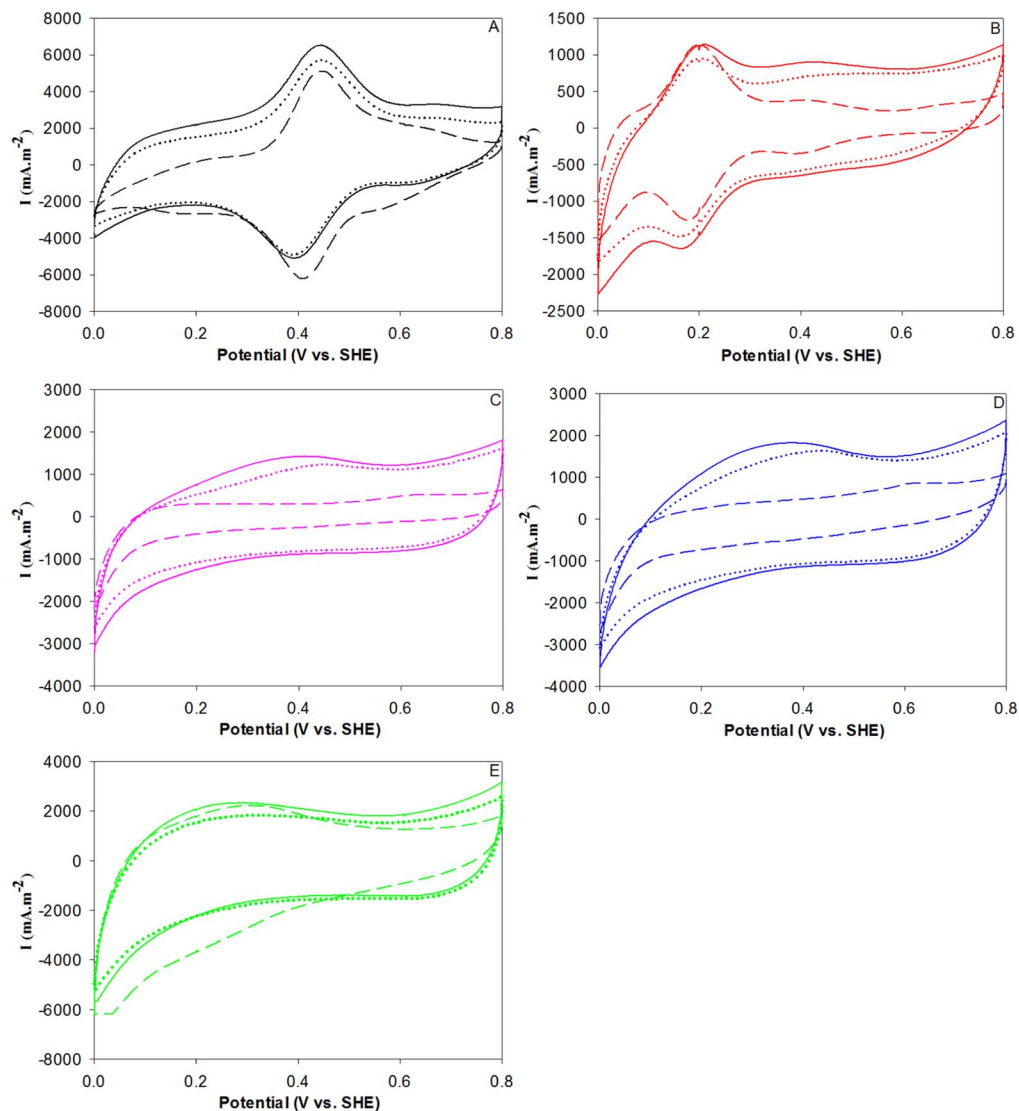 A
I (mA.m-2)
8000
6000
4000
2000
0
-2000
-4000
-6000
-8000
0.0 0.2 0.4 0.6 0.8
Potential (V vs. SHE)
B
I (mA.m-2)
1500
1000
500
0
-500
-1000
-1500
-2000
-2500
0.0 0.2 0.4 0.6 0.8
Potential (V vs. SHE)
C
I (mA.m-2)
3000
2000
1000
0
-1000
-2000
-3000
-4000
0.0 0.2 0.4 0.6 0.8
Potential (V vs. SHE)
D
I (mA.m-2)
3000
2000
1000
0
-1000
-2000
-3000
-4000
0.0 0.2 0.4 0.6 0.8
Potential (V vs. SHE)
E
I (mA.m-2)
4000
2000
0
-2000
-4000
-6000
-8000
0.0 0.2 0.4 0.6 0.8
Potential (V vs. SHE)